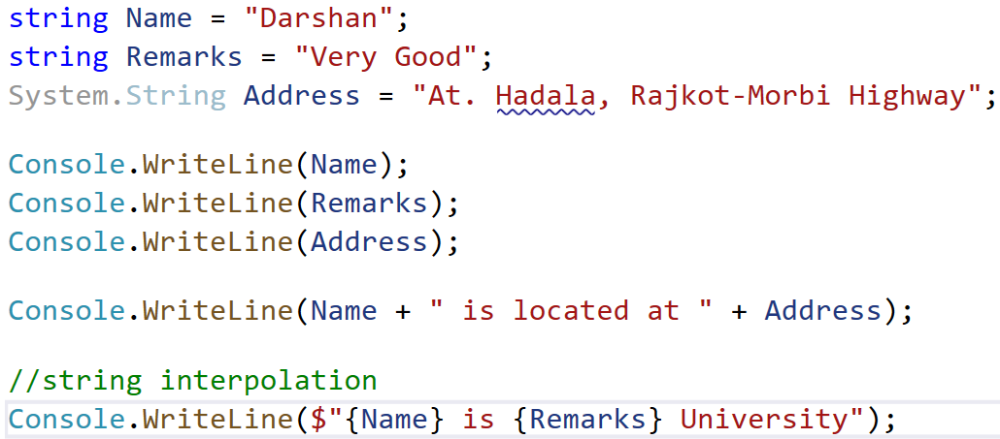 string Name = "Darshan";
string Remarks = "Very Good";
System.String Address = "At. Hadala, Rajkot-Morbi Highway";
Console.WriteLine(Name);
Console.WriteLine(Remarks);
Console.WriteLine(Address);
Console.WriteLine(Name + " is located at " + Address);
//string interpolation
Console.WriteLine($"{Name} is {Remarks} University");